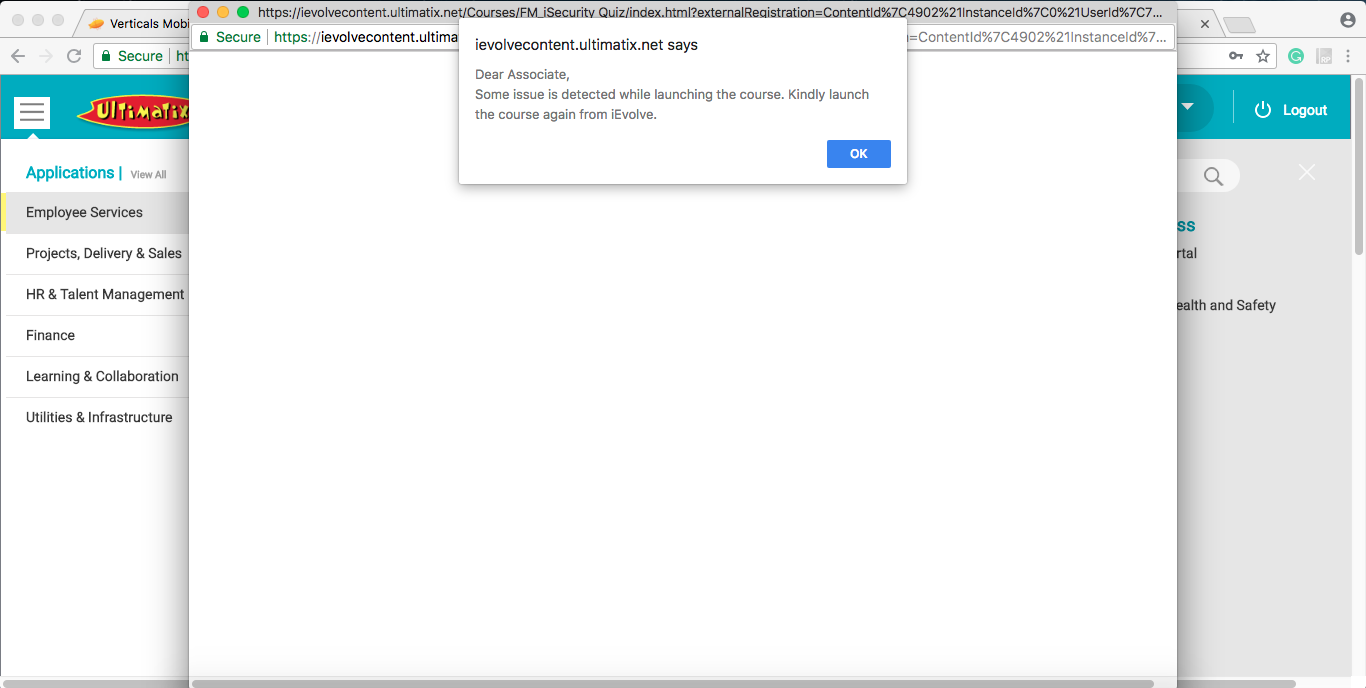 https://ievolvecontent.ultimatix.net/Courses/FM_iSecurity Quiz/index.html?externalRegistration=ContentId%7C4902%21InstanceId%7C0%21UserId%7C7...
Verticals Mobi
Secure https://ievolvecontent.ultima =ContentId%7C4902%21InstanceId%7...
Secure ht
ievolvecontent.ultimatix.net says
Dear Associate,
Some issue is detected while launching the course. Kindly launch
the course again from iEvolve.
OK
ULTIMATIX
Logout
Applications | View All
Employee Services
Projects, Delivery & Sales
HR & Talent Management
Finance
Learning & Collaboration
Utilities & Infrastructure
ss
rtal
ealth and Safety